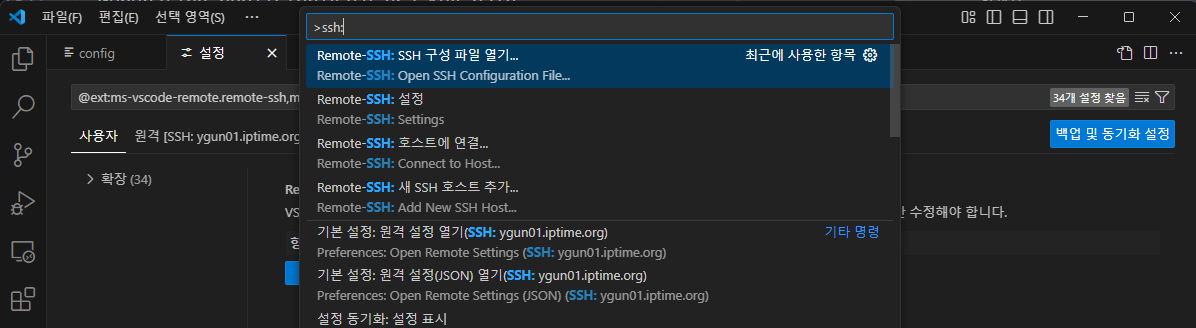 파일(F) 편집(E) 선택 영역(S) ···
>ssh:
config
설정
Remote-SSH: SSH 구성 파일 열기... 최근에 사용한 항목
Remote-SSH: Open SSH Configuration File...
@ext:ms-vscode-remote.remote-ssh,m
Remote-SSH: 설정
34개 설정 찾음
Remote-SSH: Settings
사용자 원격 [SSH: ygun01.iptime.org
Remote-SSH: 호스트에 연결...
백업 및 동기화 설정
Remote-SSH: Connect to Host...
확장 (34)
Remote-SSH: 새 SSH 호스트 추가...
Re
Remote-SSH: Add New SSH Host...
VS
수정해야 합니다.
기본 설정: 원격 설정 열기(SSH: ygun01.iptime.org) 기타 명령
Preferences: Open Remote Settings (SSH: ygun01.iptime.org)
기본 설정: 원격 설정(JSON) 열기(SSH: ygun01.iptime.org)
Preferences: Open Remote Settings (JSON) (SSH: ygun01.iptime.org)
설정 동기화: 설정 표시